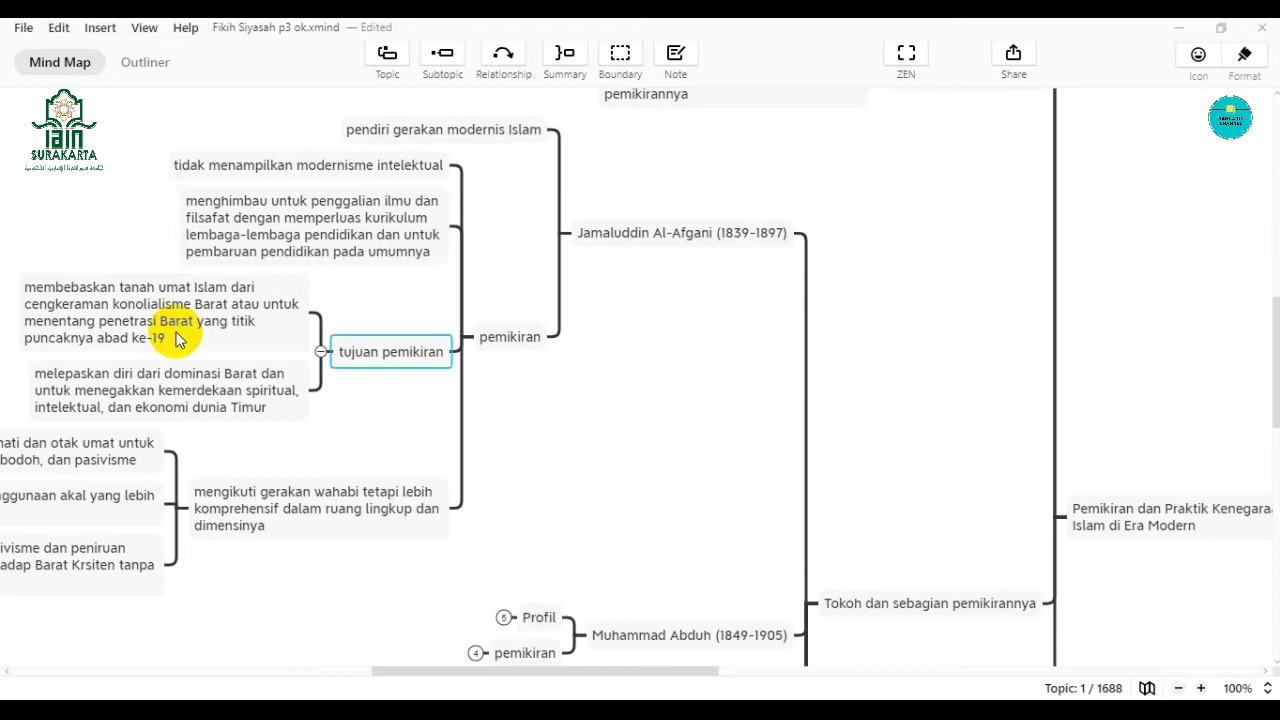 File Edit Insert View Help Fikih Siyasah p3 ok.xmind — Edited
Mind Map Outliner
Topic Subtopic Relationship Summary Boundary Note ZEN Share Icon Format
iain
SURAKARTA
pemikirannya
pendiri gerakan modernis Islam
tidak menampilkan modernisme intelektual
menghimbau untuk penggalian ilmu dan
filsafat dengan memperluas kurikulum
lembaga-lembaga pendidikan dan untuk
pembaruan pendidikan pada umumnya
Jamaluddin Al-Afgani (1839-1897)
membebaskan tanah umat Islam dari
cengkeraman konolialisme Barat atau untuk
menentang penetrasi Barat yang titik
puncaknya abad ke-19
pemikiran
tujuan pemikiran
melepaskan diri dari dominasi Barat dan
untuk menegakkan kemerdekaan spiritual,
intelektual, dan ekonomi dunia Timur
hati dan otak umat untuk
bodoh, dan pasivisme
nggunaan akal yang lebih
ivisme dan peniruan
adap Barat Krsiten tanpa
mengikuti gerakan wahabi tetapi lebih
komprehensif dalam ruang lingkup dan
dimensinya
Pemikiran dan Praktik Kenegaraa
Islam di Era Modern
Tokoh dan sebagian pemikirannya
5 Profil
Muhammad Abduh (1849-1905)
4 pemikiran
Topic: 1 / 1688 100%